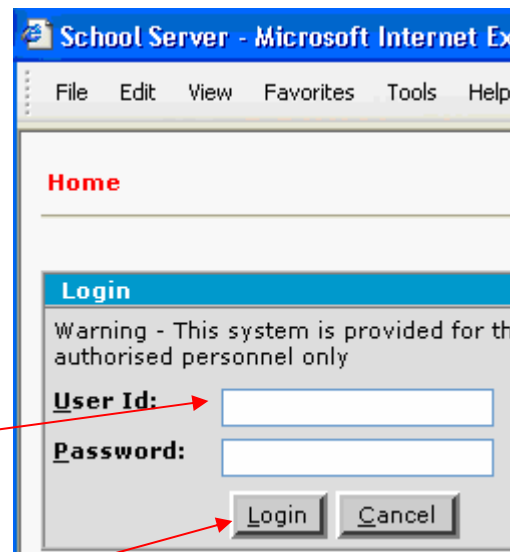 School Server - Microsoft Internet Ex
File Edit View Favorites Tools Help
Home
Login
Warning - This system is provided for th
authorised personnel only
User Id:
Password:
Login Cancel